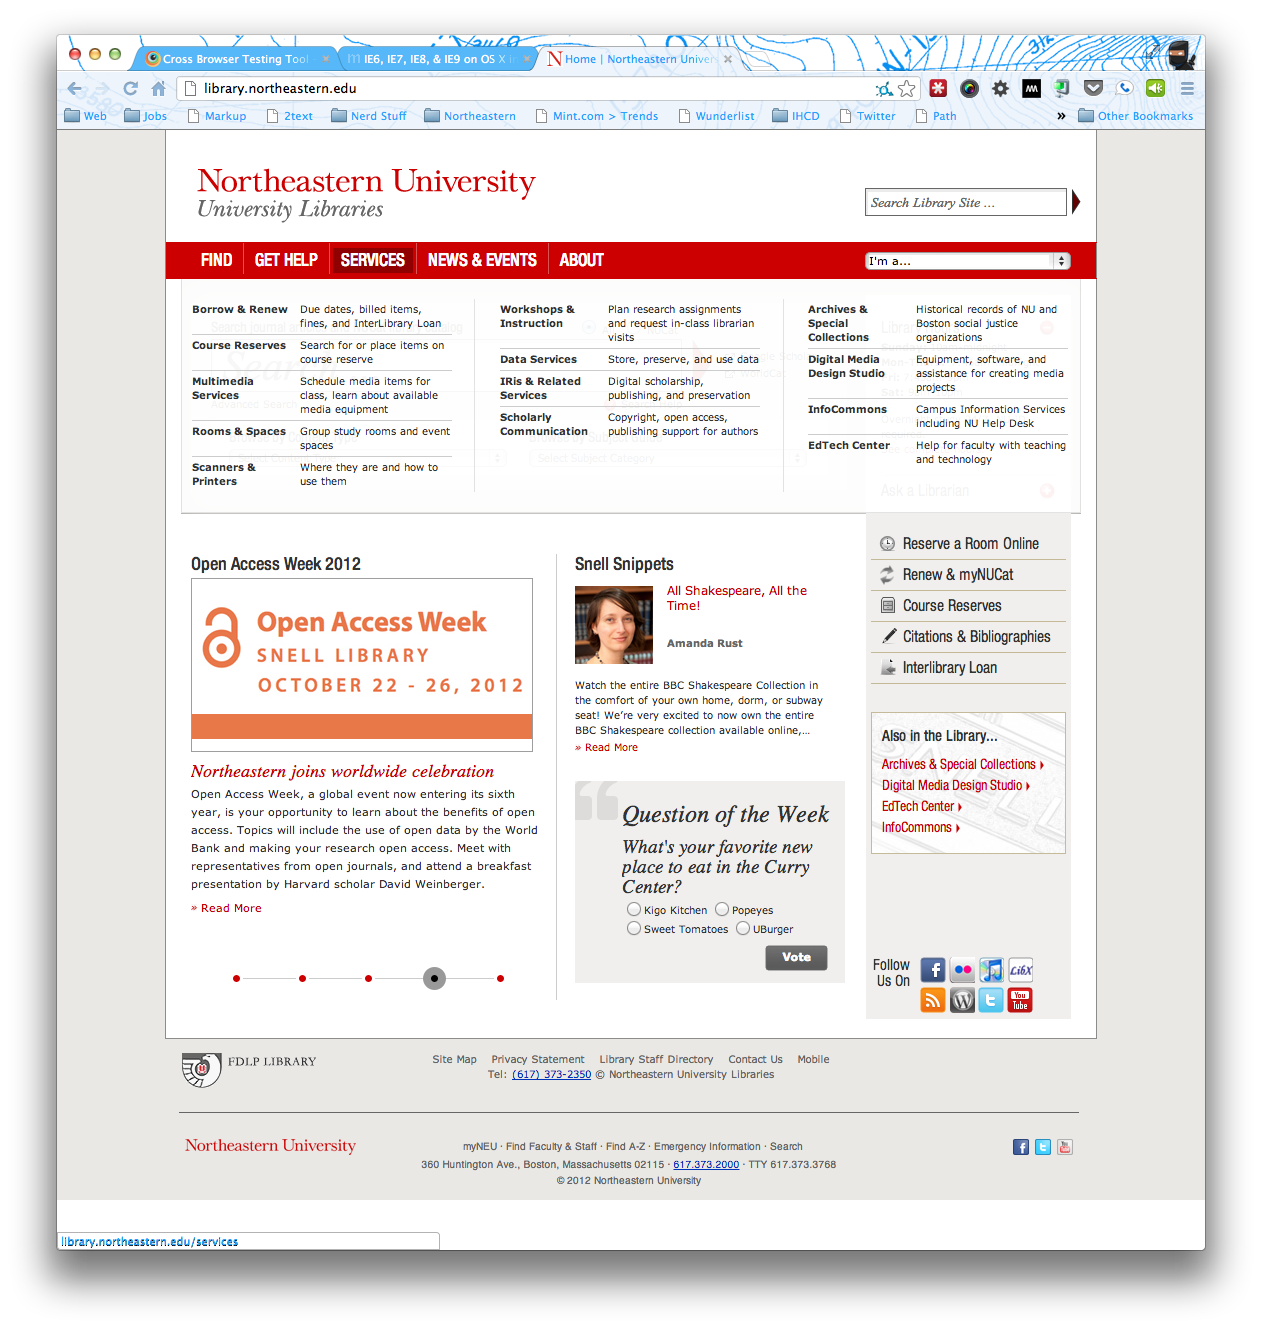 Cross Browser Testing Tool
IE6, IE7, IE8, & IE9 on OS X in
Home | Northeastern Univer
library.northeastern.edu
Web Jobs Markup 2text Nerd Stuff Northeastern Mint.com > Trends Wunderlist IHCD Twitter Path » Other Bookmarks
Northeastern University
University Libraries
Search Library Site ...
FIND GET HELP SERVICES NEWS & EVENTS ABOUT
I'm a...
Borrow & Renew Due dates, billed items,
fines, and InterLibrary Loan
Course Reserves Search for or place items on
course reserve
Multimedia Schedule media items for
Services class, learn about available
media equipment
Rooms & Spaces Group study rooms and event
spaces
Scanners & Where they are and how to
Printers use them
Workshops & Plan research assignments
Instruction and request in-class librarian
visits
Data Services Store, preserve, and use data
IRis & Related Digital scholarship,
Services publishing, and preservation
Scholarly Copyright, open access,
Communication publishing support for authors
Archives & Historical records of NU and
Special Boston social justice
Collections organizations
Digital Media Equipment, software, and
Design Studio assistance for creating media
projects
InfoCommons Campus Information Services
including NU Help Desk
EdTech Center Help for faculty with teaching
and technology
Select Subject Category
Ask a Librarian
Open Access Week 2012
Open Access Week
SNELL LIBRARY
OCTOBER 22 - 26, 2012
Northeastern joins worldwide celebration
Open Access Week, a global event now entering its sixth
year, is your opportunity to learn about the benefits of open
access. Topics will include the use of open data by the World
Bank and making your research open access. Meet with
representatives from open journals, and attend a breakfast
presentation by Harvard scholar David Weinberger.
» Read More
Snell Snippets
All Shakespeare, All the
Time!
Amanda Rust
Watch the entire BBC Shakespeare Collection in
the comfort of your own home, dorm, or subway
seat! We're very excited to now own the entire
BBC Shakespeare collection available online,...
» Read More
Question of the Week
What's your favorite new
place to eat in the Curry
Center?
Kigo Kitchen Popeyes
Sweet Tomatoes UBurger
Vote
Reserve a Room Online
Renew & myNUCat
Course Reserves
Citations & Bibliographies
Interlibrary Loan
Also in the Library...
Archives & Special Collections
Digital Media Design Studio
EdTech Center
InfoCommons
Follow
Us On
LibX
You
Tube
FDLP LIBRARY
Site Map Privacy Statement Library Staff Directory Contact Us Mobile
Tel: (617) 373-2350 © Northeastern University Libraries
Northeastern University
myNEU · Find Faculty & Staff · Find A-Z · Emergency Information · Search
360 Huntington Ave., Boston, Massachusetts 02115 · 617.373.2000 · TTY 617.373.3768
© 2012 Northeastern University
library.northeastern.edu/services